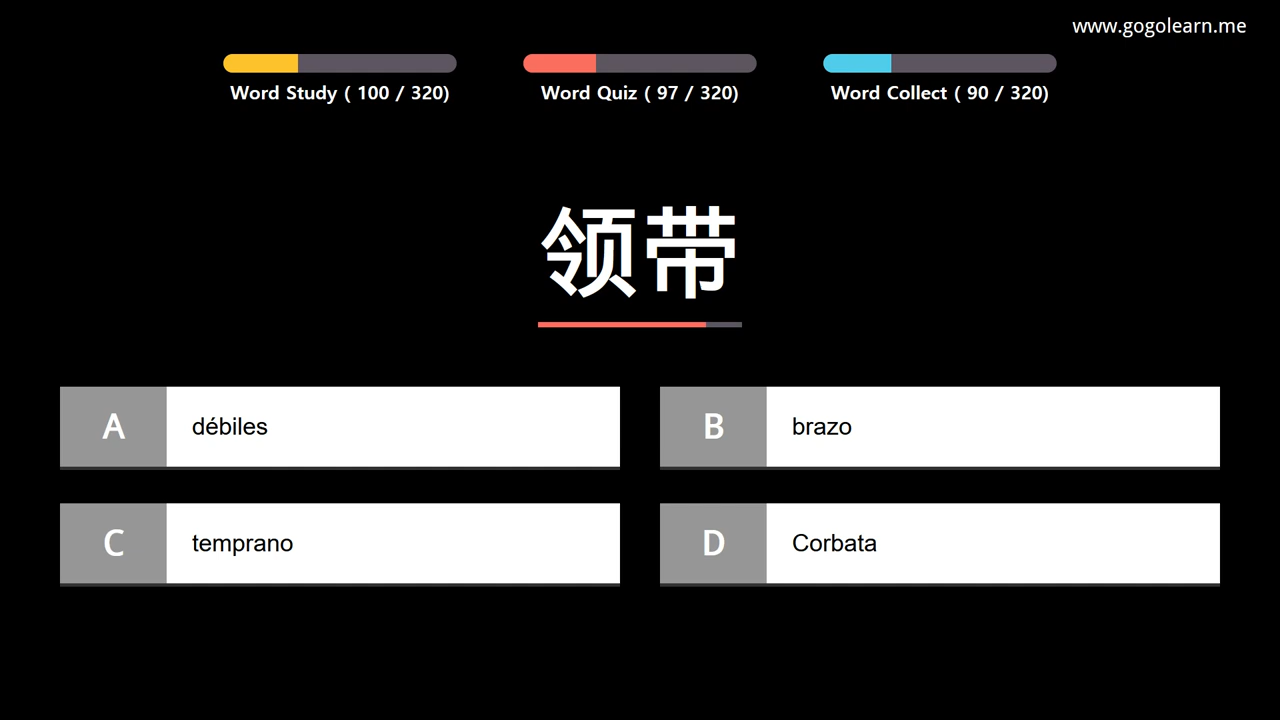 www.gogolearn.me
Word Study ( 100 / 320)
Word Quiz ( 97 / 320)
Word Collect ( 90 / 320)
领带
A débiles
B brazo
C temprano
D Corbata